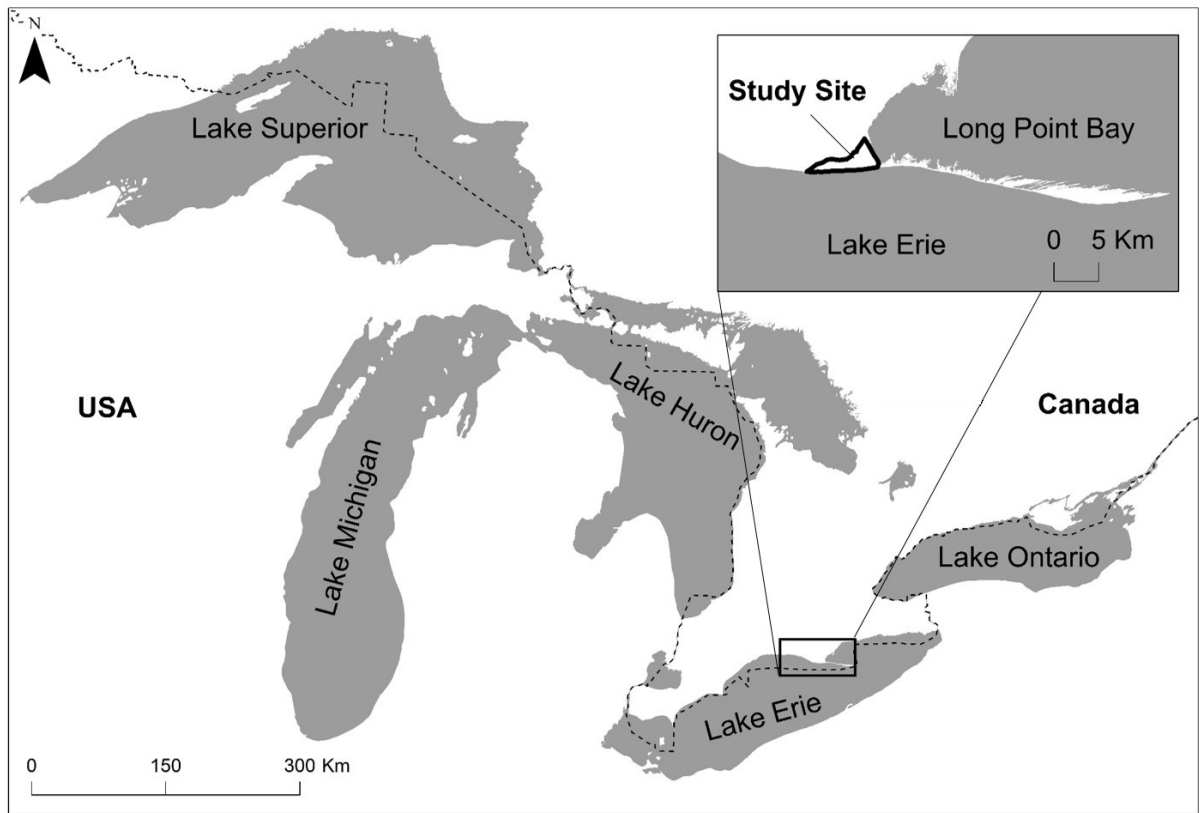 N
Lake Superior
Study Site
Long Point Bay
Lake Erie
0 5 Km
USA
Lake Huron
Canada
Lake Michigan
Lake Ontario
Lake Erie
0 150 300 Km